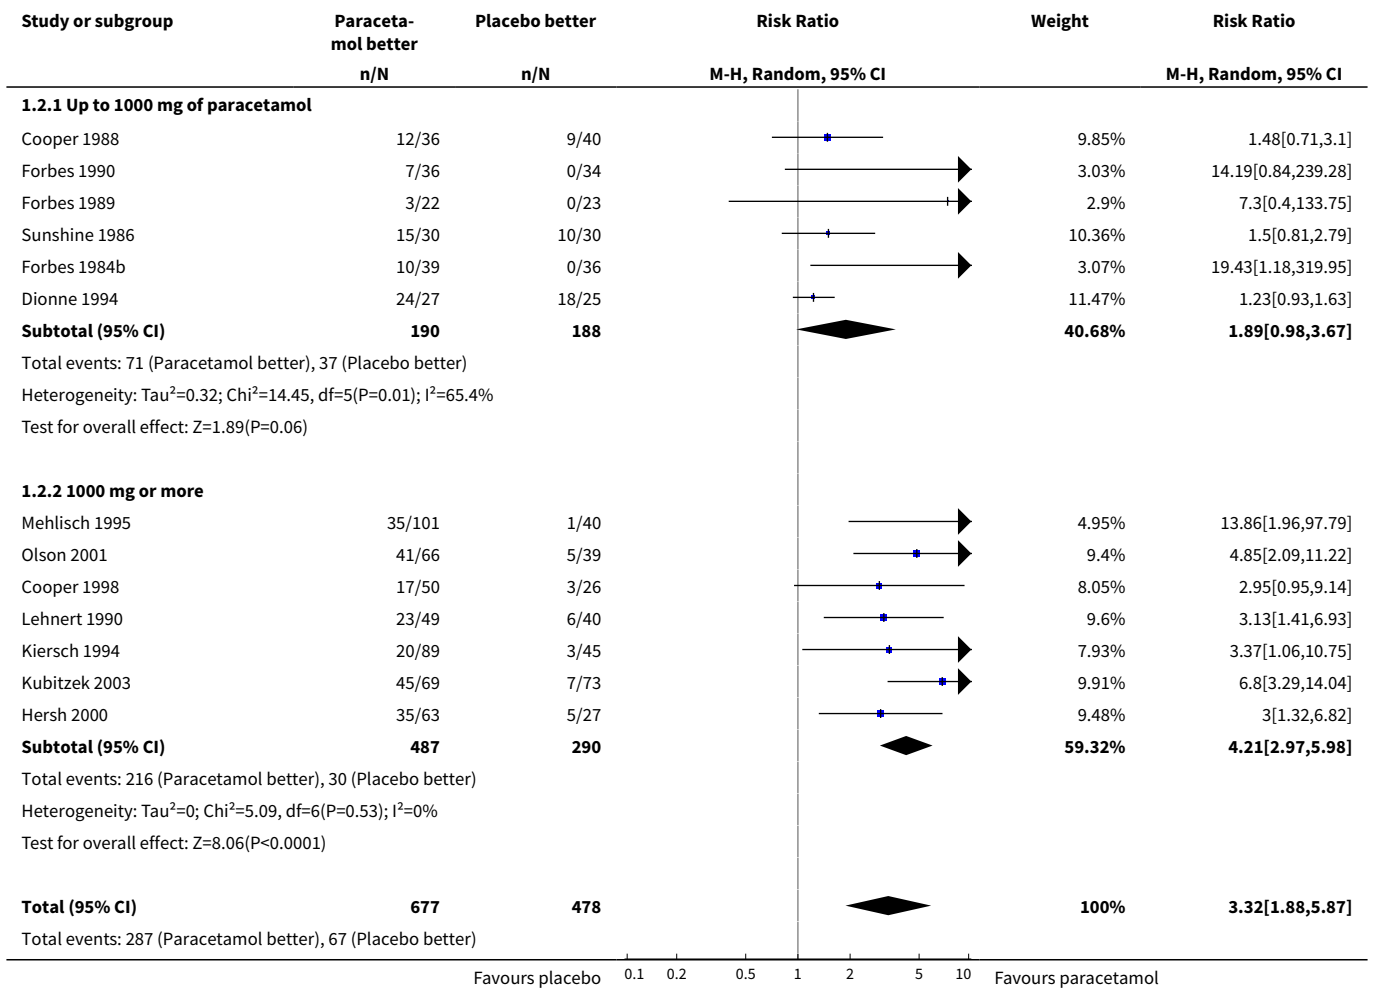 Study or subgroup Paraceta- Placebo better Risk Ratio Weight Risk Ratio
mol better
n/N n/N M-H, Random, 95% CI M-H, Random, 95% CI
1.2.1 Up to 1000 mg of paracetamol
Cooper 1988 12/36 9/40 9.85% 1.48[0.71,3.1]
Forbes 1990 7/36 0/34 3.03% 14.19[0.84,239.28]
Forbes 1989 3/22 0/23 2.9% 7.3[0.4,133.75]
Sunshine 1986 15/30 10/30 10.36% 1.5[0.81,2.79]
Forbes 1984b 10/39 0/36 3.07% 19.43[1.18,319.95]
Dionne 1994 24/27 18/25 11.47% 1.23[0.93,1.63]
Subtotal (95% CI) 190 188 40.68% 1.89[0.98,3.67]
Total events: 71 (Paracetamol better), 37 (Placebo better)
Heterogeneity: Tau²=0.32; Chi²=14.45, df=5(P=0.01); I²=65.4%
Test for overall effect: Z=1.89(P=0.06)
1.2.2 1000 mg or more
Mehlisch 1995 35/101 1/40 4.95% 13.86[1.96,97.79]
Olson 2001 41/66 5/39 9.4% 4.85[2.09,11.22]
Cooper 1998 17/50 3/26 8.05% 2.95[0.95,9.14]
Lehnert 1990 23/49 6/40 9.6% 3.13[1.41,6.93]
Kiersch 1994 20/89 3/45 7.93% 3.37[1.06,10.75]
Kubitzek 2003 45/69 7/73 9.91% 6.8[3.29,14.04]
Hersh 2000 35/63 5/27 9.48% 3[1.32,6.82]
Subtotal (95% CI) 487 290 59.32% 4.21[2.97,5.98]
Total events: 216 (Paracetamol better), 30 (Placebo better)
Heterogeneity: Tau²=0; Chi²=5.09, df=6(P=0.53); I²=0%
Test for overall effect: Z=8.06(P<0.0001)
Total (95% CI) 677 478 100% 3.32[1.88,5.87]
Total events: 287 (Paracetamol better), 67 (Placebo better)
Favours placebo 0.1 0.2 0.5 1 2 5 10 Favours paracetamol